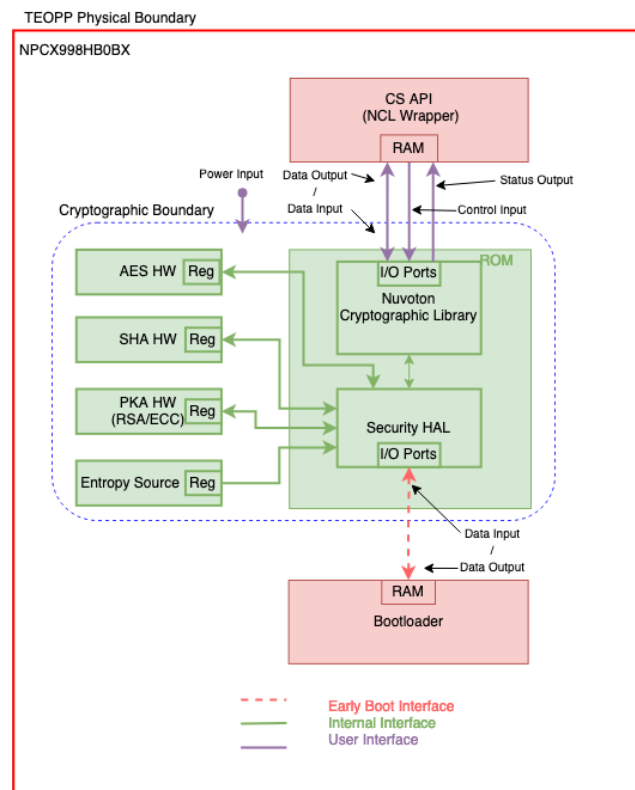 TEOPP Physical Boundary
NPCX998HB0BX
CS API
(NCL Wrapper)
RAM
Power Input
Data Output
/
Data Input
Status Output
Control Input
Cryptographic Boundary
ROM
AES HW
Reg
I/O Ports
Nuvoton
Cryptographic Library
SHA HW
Reg
PKA HW
(RSA/ECC)
Reg
Security HAL
I/O Ports
Entropy Source
Reg
Data Input
/
Data Output
RAM
Bootloader
Early Boot Interface
Internal Interface
User Interface